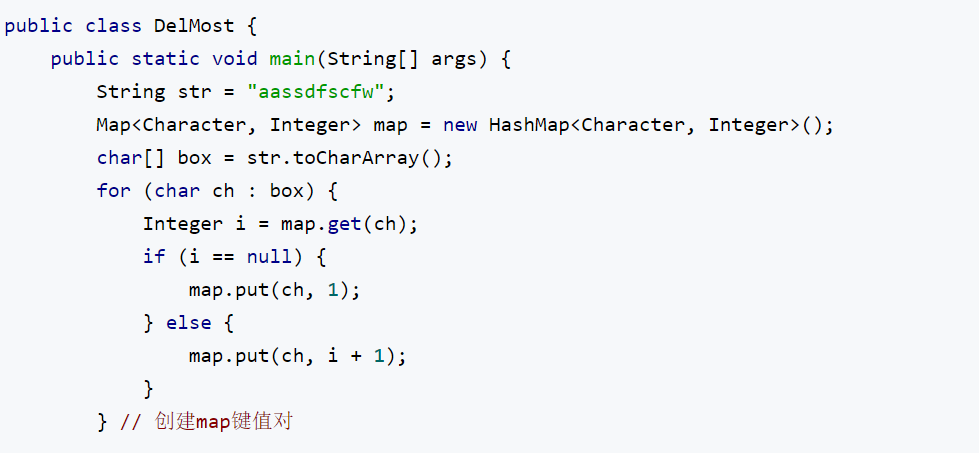 public class DelMost {
    public static void main(String[] args) {
        String str = "aassdfscfw";
        Map<Character, Integer> map = new HashMap<Character, Integer>();
        char[] box = str.toCharArray();
        for (char ch : box) {
            Integer i = map.get(ch);
            if (i == null) {
                map.put(ch, 1);
            } else {
                map.put(ch, i + 1);
            }
        } // 创建map键值对